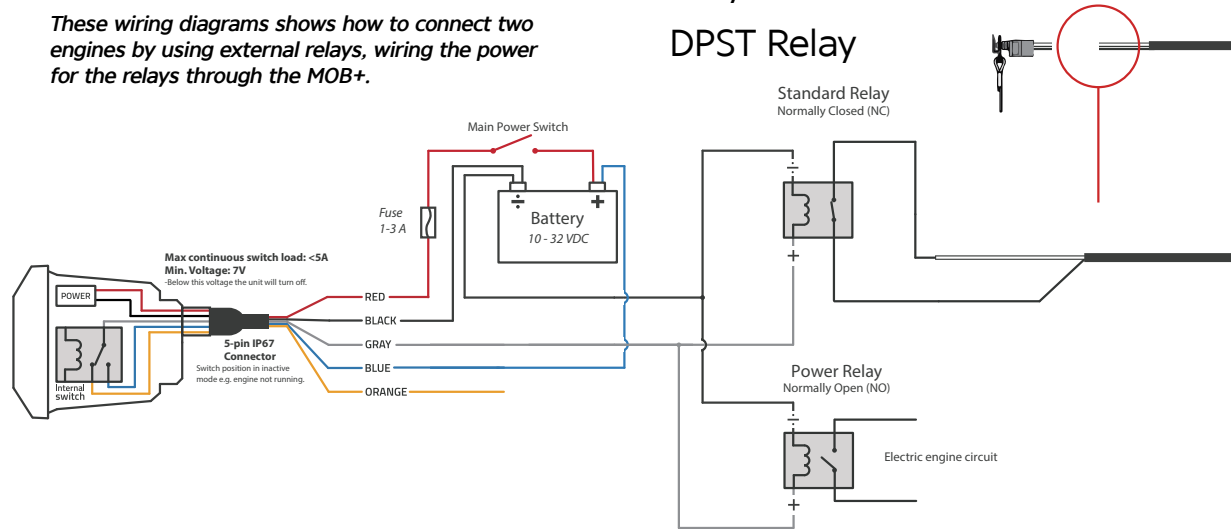 These wiring diagrams shows how to connect two
engines by using external relays, wiring the power
for the relays through the MOB+.
DPST Relay
Standard Relay
Normally Closed (NC)
Main Power Switch
Fuse
1-3 A
÷
+
Battery
10 - 32 VDC
-
+
Max continuous switch load: <5A
Min. Voltage: 7V
-Below this voltage the unit will turn off.
POWER
RED
BLACK
GRAY
BLUE
ORANGE
5-pin IP67
Connector
Switch position in inactive
mode e.g. engine not running.
Internal
switch
Power Relay
Normally Open (NO)
-
+
Electric engine circuit